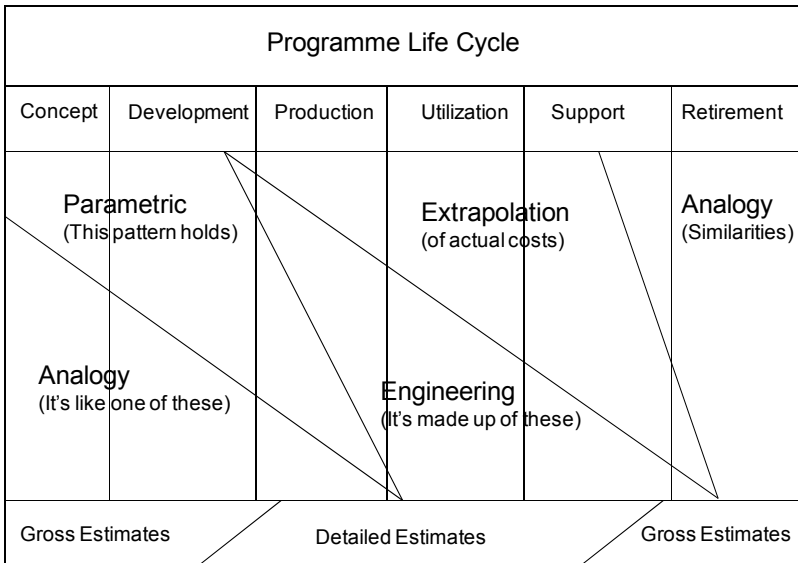 Programme Life Cycle
Concept Development Production Utilization Support Retirement
Parametric
(This pattern holds)
Extrapolation
(of actual costs)
Analogy
(Similarities)
Analogy
(It's like one of these)
Engineering
(It's made up of these)
Gross Estimates Detailed Estimates Gross Estimates